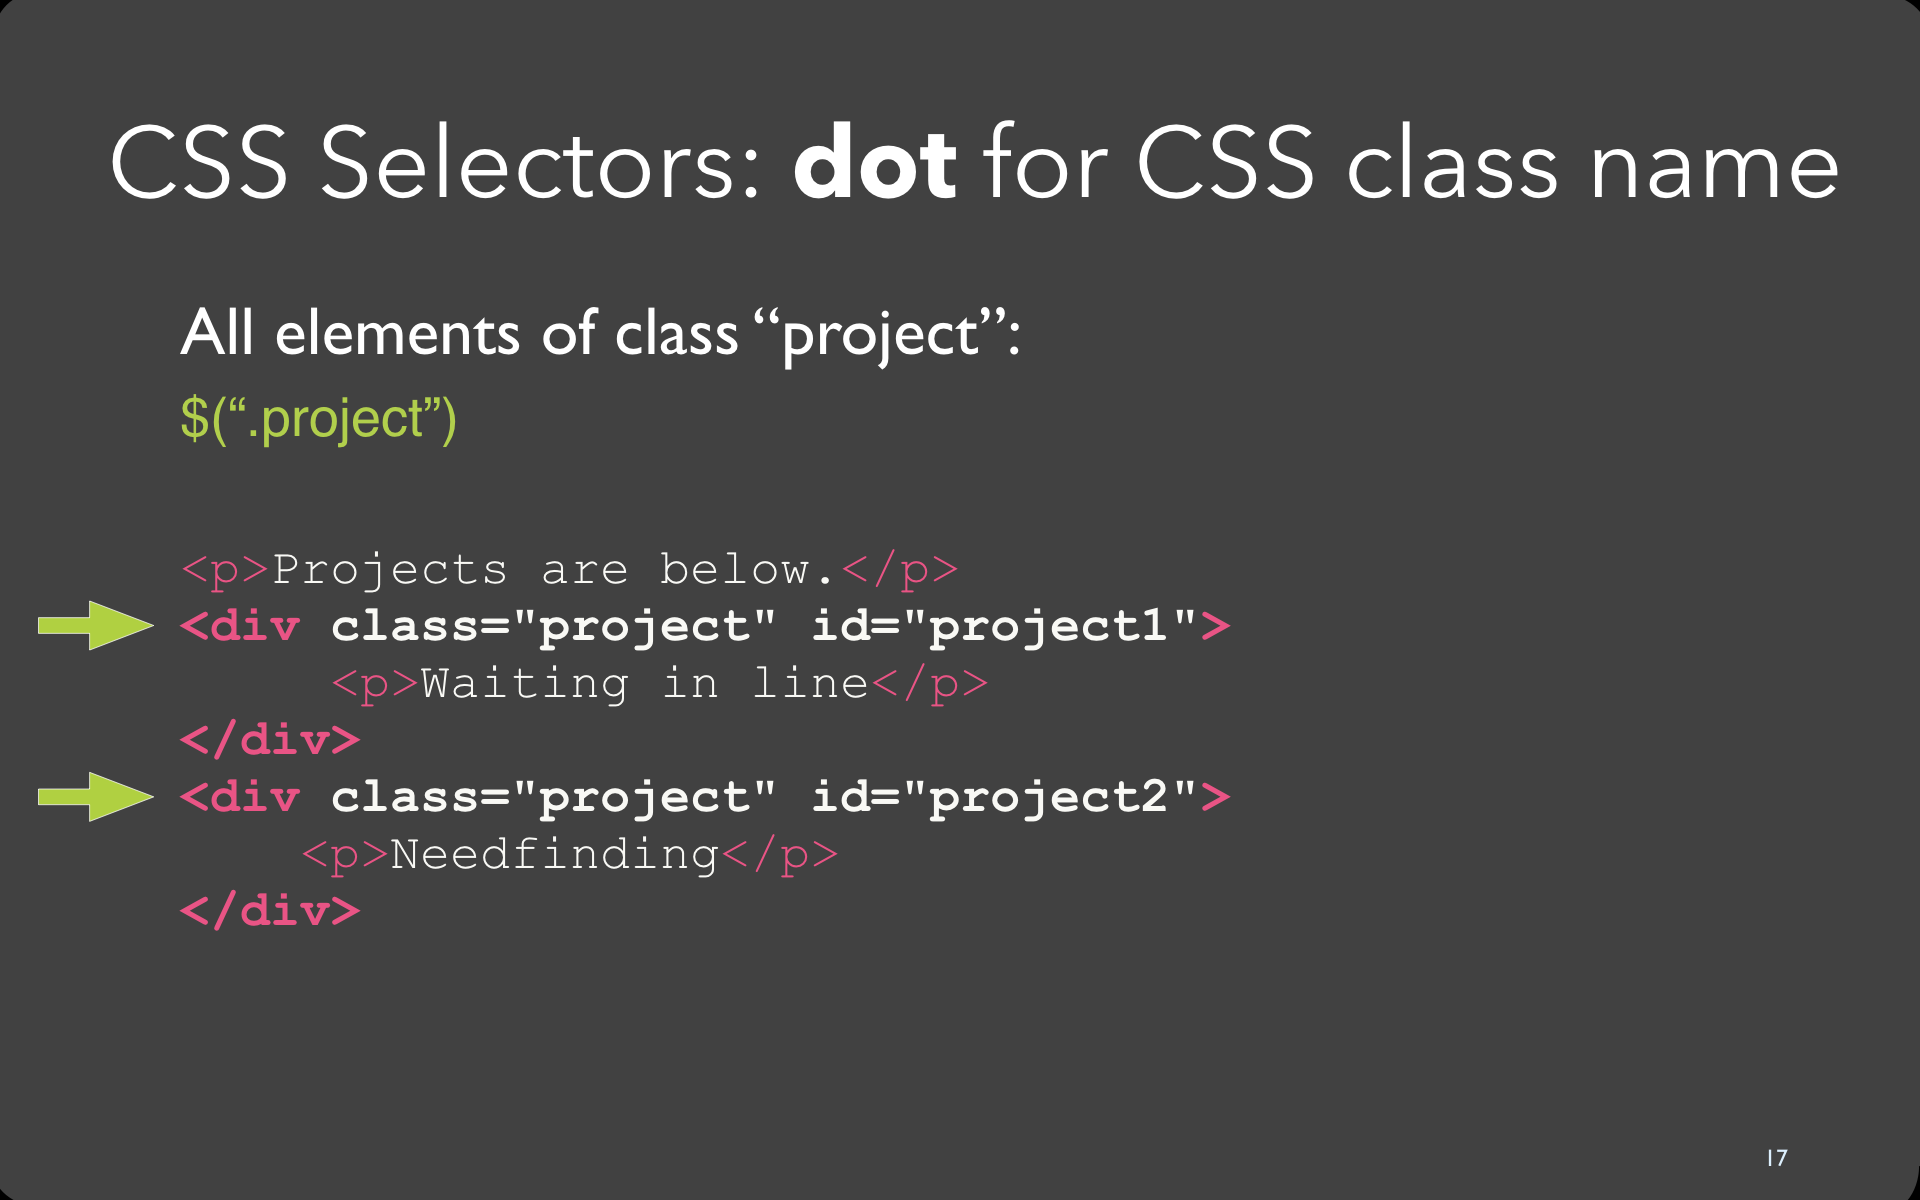 CSS Selectors: dot for CSS class name
All elements of class “project”:
$(“.project”)
<p>Projects are below.</p>
<div class="project" id="project1">
<p>Waiting in line</p>
</div>
<div class="project" id="project2">
<p>Needfinding</p>
</div>
17